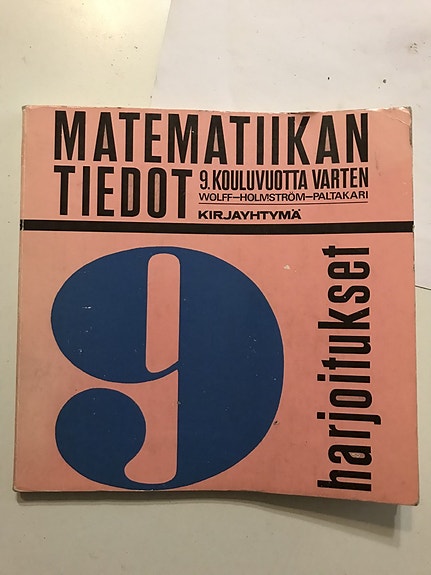 MATEMATIIKAN
TIEDOT
9. KOULUVUOTTA VARTEN
WOLFF—HOLMSTRÖM—PALTAKARI
KIRJAYHTYMÄ
9
harjoitukset